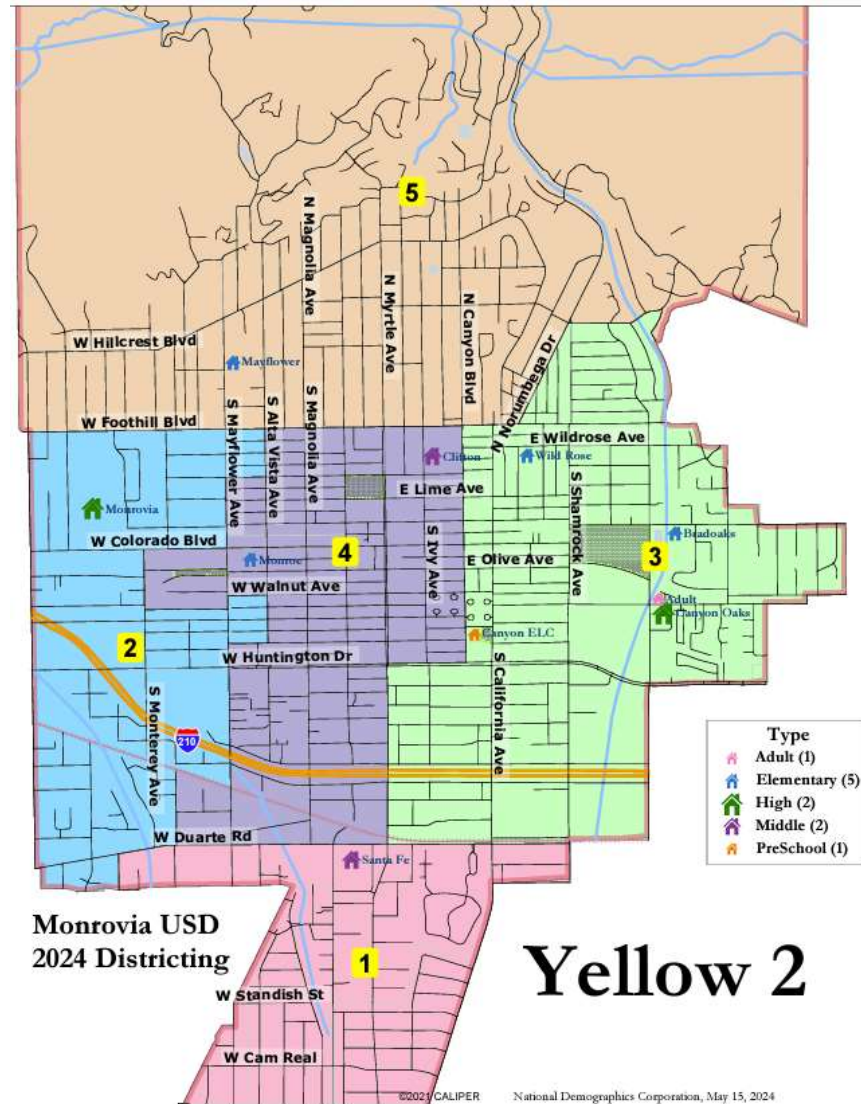 5
N Magnolia Ave
N Myrtle Ave
N Canyon Blvd
W Hillcrest Blvd
Mayflower
N Norumbega Dr
W Foothill Blvd
S Mayflower Ave
S Alta Vista Ave
S Magnolia Ave
E Wildrose Ave
Clifton
Wild Rose
S Shamrock Ave
E Lime Ave
Monrovia
S Ivy Ave
W Colorado Blvd
4
Monroe
E Olive Ave
3
Bradoaks
W Walnut Ave
Adult
Canyon Oaks
Canyon ELC
2
W Huntington Dr
S California Ave
S Monterey Ave
210
W Duarte Rd
Santa Fe
Type
Adult (1)
Elementary (5)
High (2)
Middle (2)
PreSchool (1)
Monrovia USD
2024 Districting
Yellow 2
1
W Standish St
W Cam Real
©2021 CALIPER
National Demographics Corporation, May 15, 2024